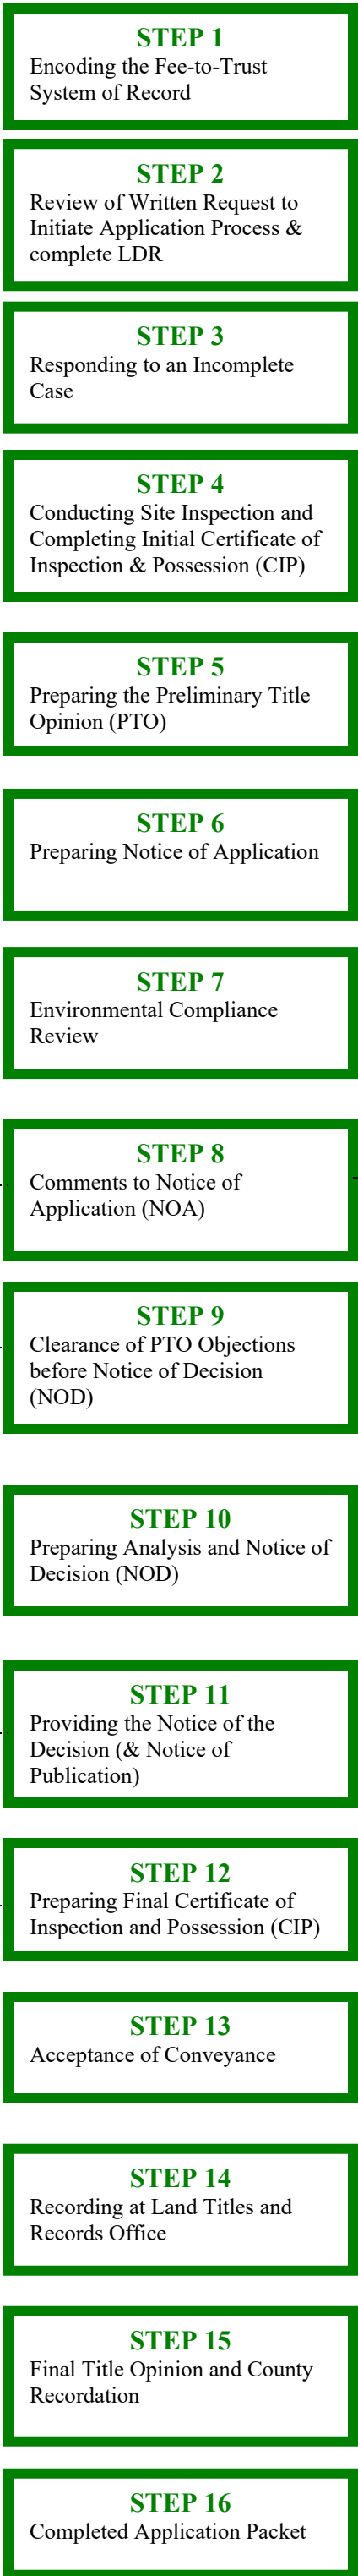 STEP 1
Encoding the Fee-to-Trust
System of Record
STEP 2
Review of Written Request to
Initiate Application Process &
complete LDR
STEP 3
Responding to an Incomplete
Case
STEP 4
Conducting Site Inspection and
Completing Initial Certificate of
Inspection & Possession (CIP)
STEP 5
Preparing the Preliminary Title
Opinion (PTO)
STEP 6
Preparing Notice of Application
STEP 7
Environmental Compliance
Review
STEP 8
Comments to Notice of
Application (NOA)
STEP 9
Clearance of PTO Objections
before Notice of Decision
(NOD)
STEP 10
Preparing Analysis and Notice of
Decision (NOD)
STEP 11
Providing the Notice of the
Decision (& Notice of
Publication)
STEP 12
Preparing Final Certificate of
Inspection and Possession (CIP)
STEP 13
Acceptance of Conveyance
STEP 14
Recording at Land Titles and
Records Office
STEP 15
Final Title Opinion and County
Recordation
STEP 16
Completed Application Packet